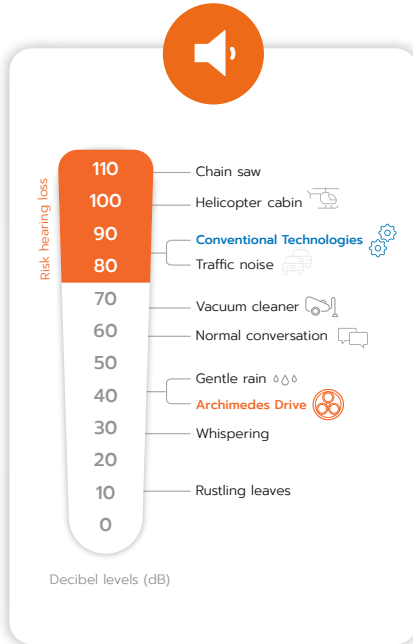 Risk hearing loss
110
100
90
80
70
60
50
40
30
20
10
0
Chain saw
Helicopter cabin
Conventional Technologies
Traffic noise
Vacuum cleaner
Normal conversation
Gentle rain
Archimedes Drive
Whispering
Rustling leaves
Decibel levels (dB)